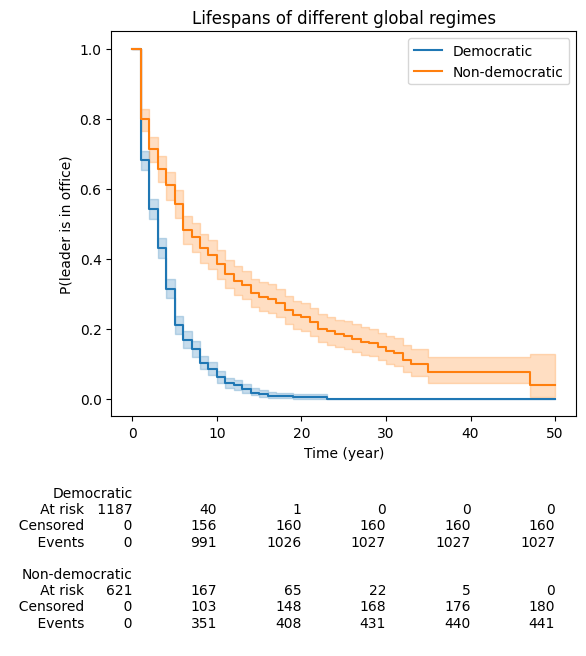 Lifespans of different global regimes
Democratic
Non-democratic
P(leader is in office)
1.0
0.8
0.6
0.4
0.2
0.0
0 10 20 30 40 50
Time (year)
Democratic
At risk 1187 40 1 0 0 0
Censored 0 156 160 160 160 160
Events 0 991 1026 1027 1027 1027
Non-democratic
At risk 621 167 65 22 5 0
Censored 0 103 148 168 176 180
Events 0 351 408 431 440 441